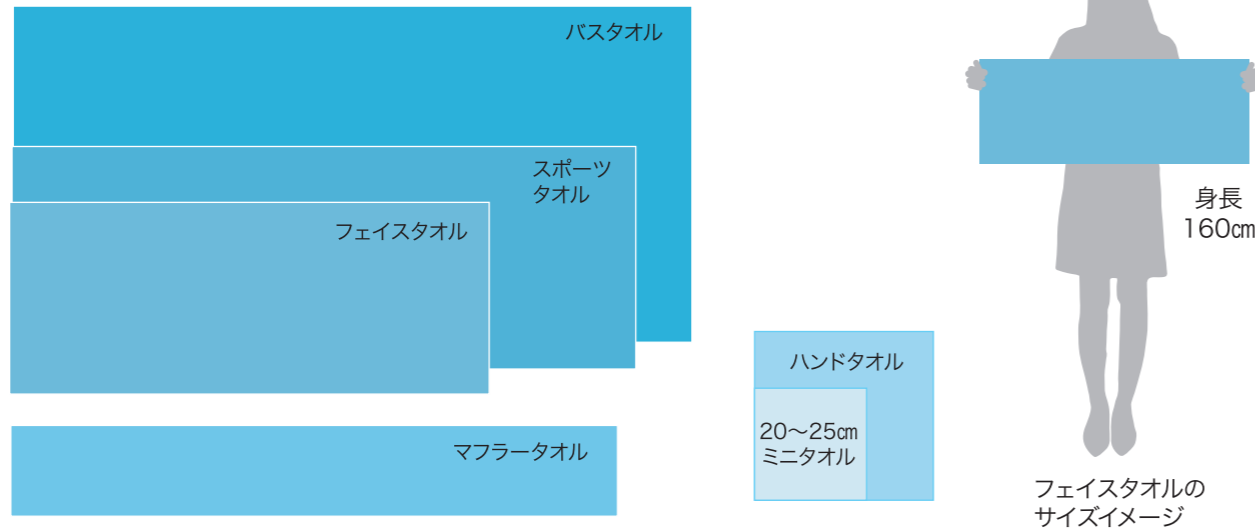 バスタオル
スポーツ
タオル
フェイスタオル
マフラータオル
ハンドタオル
20〜25㎝
ミニタオル
身長
160㎝
フェイスタオルの
サイズイメージ